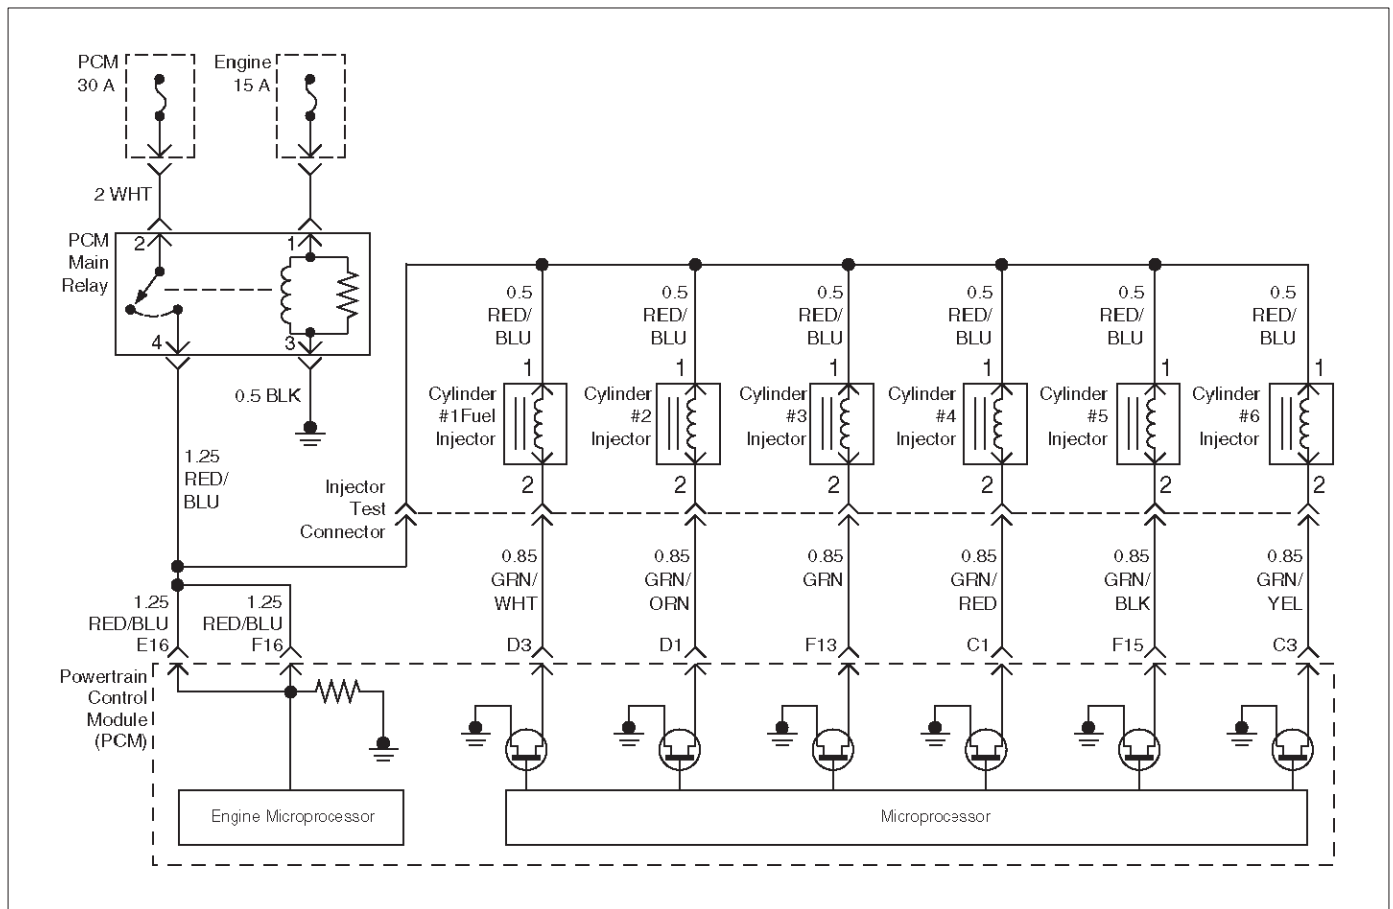 PCM
30 A
Engine
15 A
2 WHT
PCM
Main
Relay
2
1
4
3
0.5 BLK
1.25
RED/
BLU
0.5
RED/
BLU
0.5
RED/
BLU
0.5
RED/
BLU
0.5
RED/
BLU
0.5
RED/
BLU
0.5
RED/
BLU
1
1
1
1
1
1
Cylinder
#1Fuel
Injector
Cylinder
#2
Injector
Cylinder
#3
Injector
Cylinder
#4
Injector
Cylinder
#5
Injector
Cylinder
#6
Injector
2
2
2
2
2
2
Injector
Test
Connector
0.85
GRN/
WHT
0.85
GRN/
ORN
0.85
GRN
0.85
GRN/
RED
0.85
GRN/
BLK
0.85
GRN/
YEL
1.25
RED/BLU
E16
1.25
RED/BLU
F16
D3
D1
F13
C1
F15
C3
Powertrain
Control
Module
(PCM)
Engine Microprocessor
Microprocessor